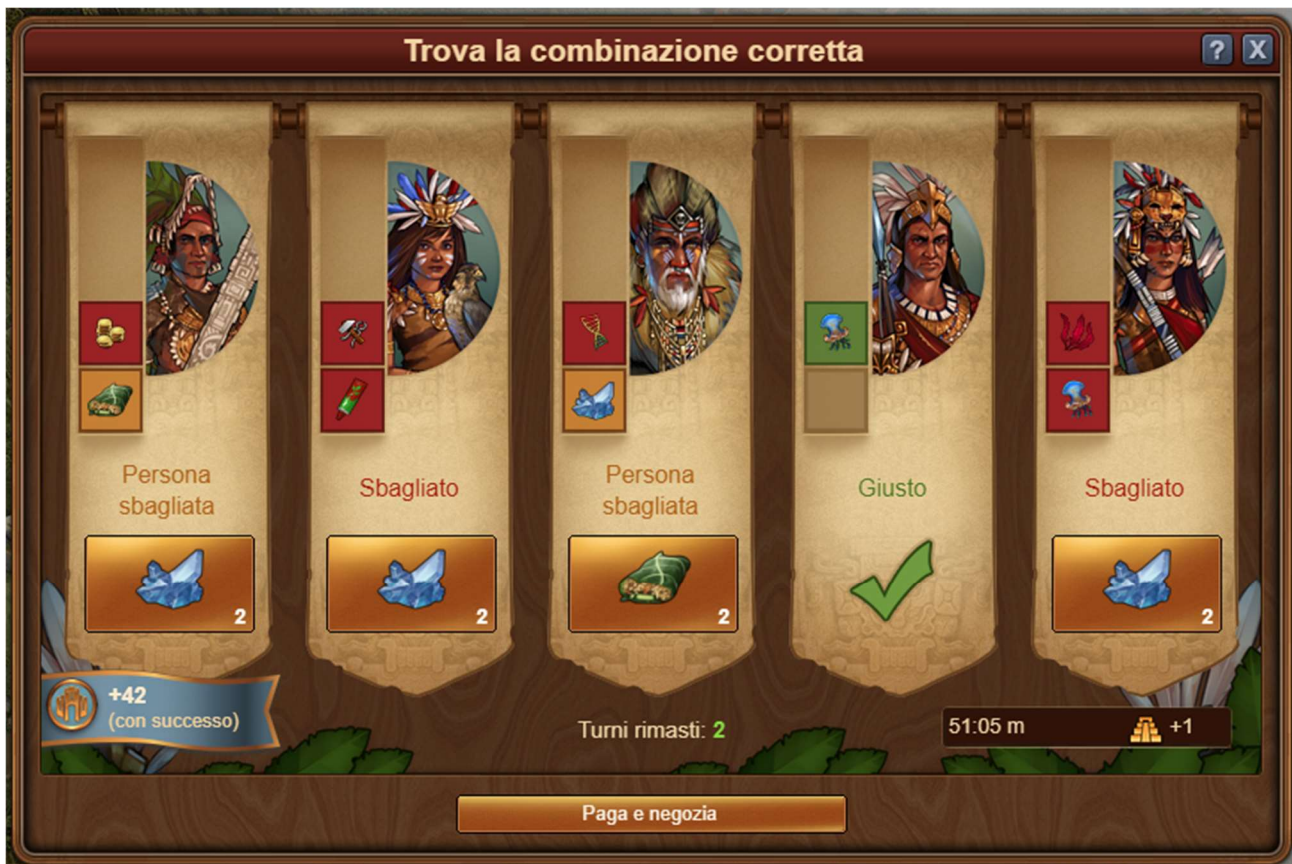 Trova la combinazione corretta
? X
Persona
sbagliata
Sbagliato
Persona
sbagliata
Giusto
Sbagliato
2
2
2
2
+42
(con successo)
Turni rimasti: 2
51:05 m
+1
Paga e negozia